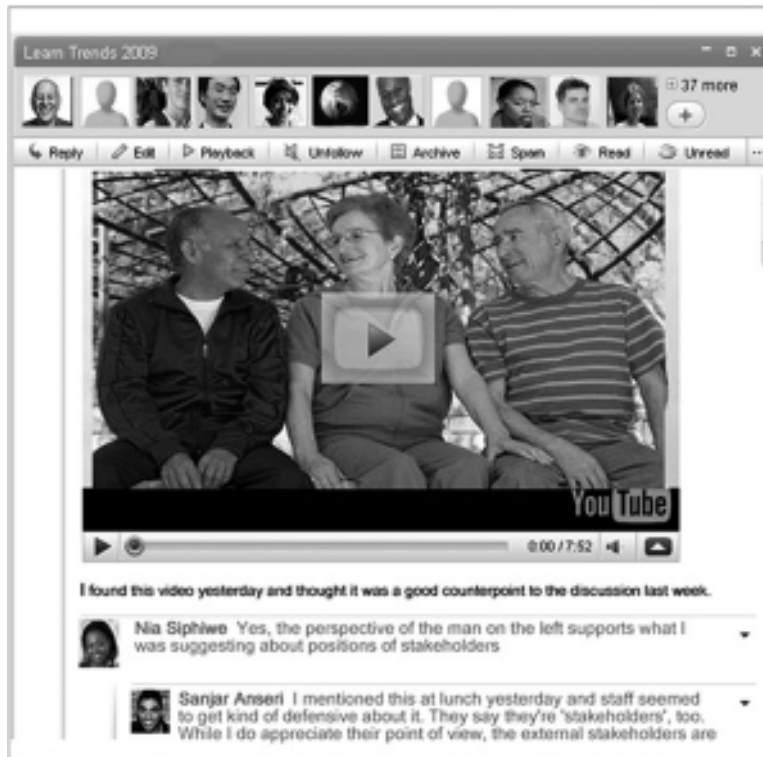 Learn Trends 2009
37 more
Reply Edit Playback Unfollow Archive Spam Read Unread
YouTube
0:00 / 7:52
I found this video yesterday and thought it was a good counterpoint to the discussion last week.
Nia Siphiwe Yes, the perspective of the man on the left supports what I
was suggesting about positions of stakeholders
Sanjar Anseri I mentioned this at lunch yesterday and staff seemed
to get kind of defensive about it. They say they're 'stakeholders', too.
While I do appreciate their point of view, the external stakeholders are